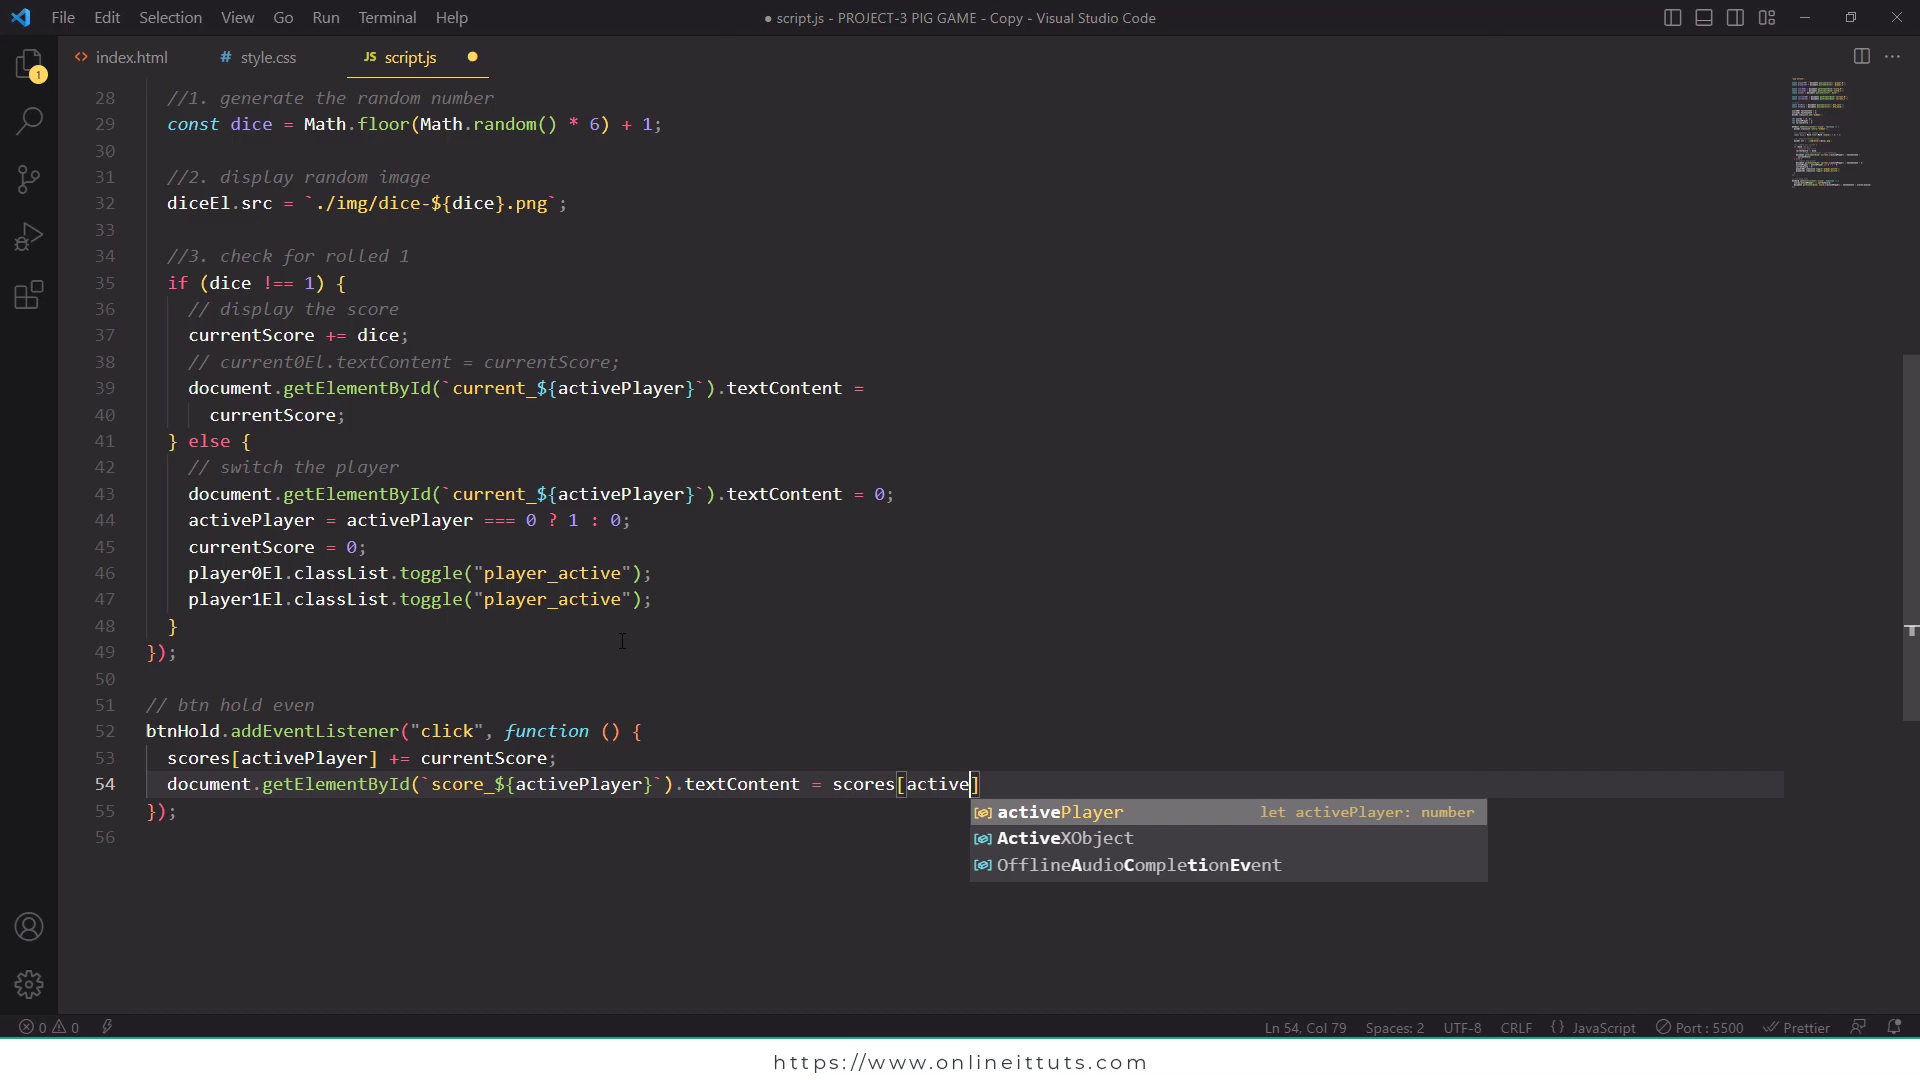 File Edit Selection View Go Run Terminal Help
● script.js - PROJECT-3 PIG GAME - Copy - Visual Studio Code
1
<> index.html
# style.css
JS script.js
28 //1. generate the random number
29 const dice = Math.floor(Math.random() * 6) + 1;
30
31 //2. display random image
32 diceEl.src = `./img/dice-${dice}.png`;
33
34 //3. check for rolled 1
35 if (dice !== 1) {
36 // display the score
37 currentScore += dice;
38 // current0El.textContent = currentScore;
39 document.getElementById(`current_${activePlayer}`).textContent =
40 currentScore;
41 } else {
42 // switch the player
43 document.getElementById(`current_${activePlayer}`).textContent = 0;
44 activePlayer = activePlayer === 0 ? 1 : 0;
45 currentScore = 0;
46 player0El.classList.toggle("player_active");
47 player1El.classList.toggle("player_active");
48 }
49 });
50
51 // btn hold even
52 btnHold.addEventListener("click", function () {
53 scores[activePlayer] += currentScore;
54 document.getElementById(`score_${activePlayer}`).textContent = scores[active]
activePlayer let activePlayer: number
ActiveXObject
OfflineAudioCompletionEvent
55 });
56
0 0
Ln 54, Col 79 Spaces: 2 UTF-8 CRLF {} JavaScript Port : 5500 Prettier
https://www.onlineittuts.com